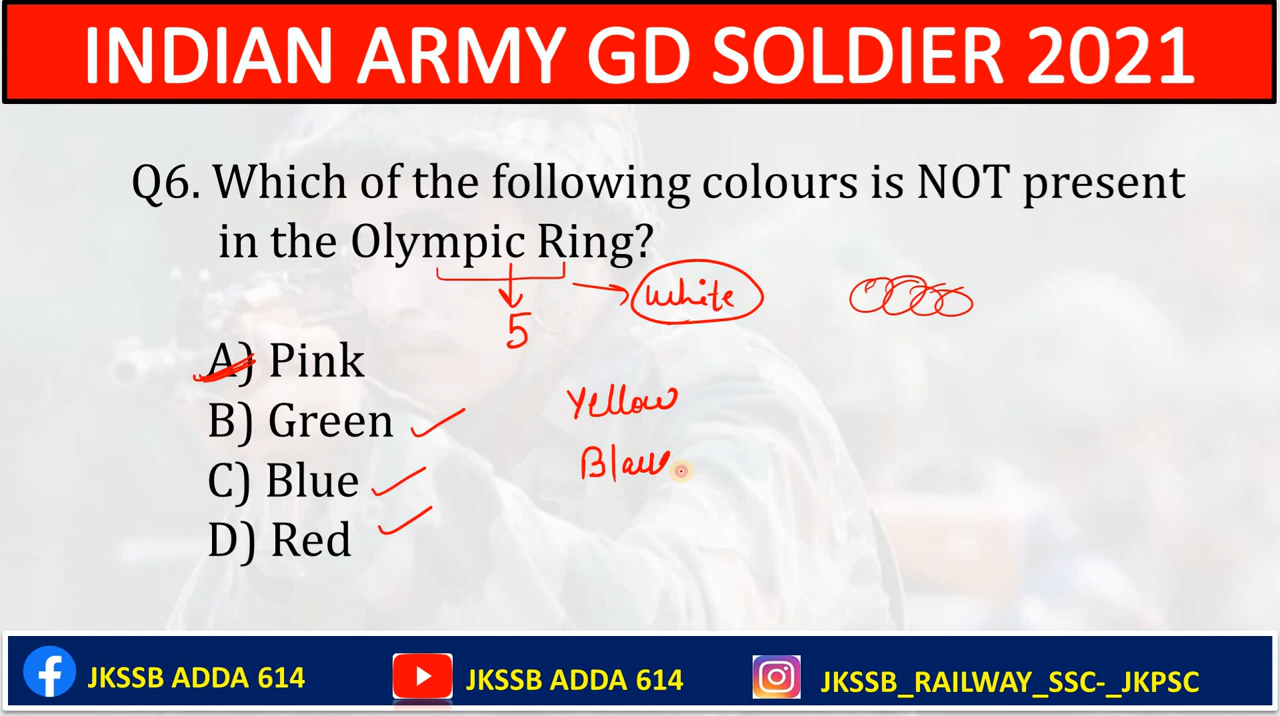 INDIAN ARMY GD SOLDIER 2021
Q6. Which of the following colours is NOT present
in the Olympic Ring?
White
5
A) Pink
B) Green
Yellow
C) Blue
D) Red
JKSSB ADDA 614
JKSSB ADDA 614
JKSSB_RAILWAY_SSC-_JKPSC